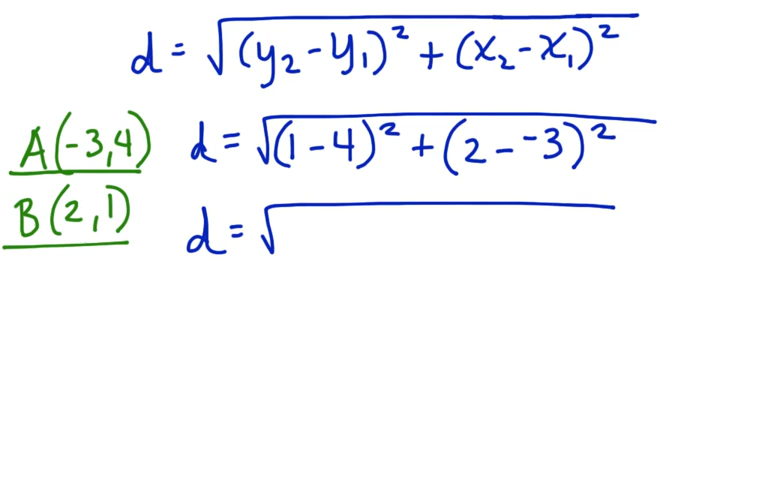 d = √(y₂ - y₁)² + (x₂ - x₁)²
A(-3,4)
d = √(1 - 4)² + (2 - ⁻3)²
B(2,1)
d = √